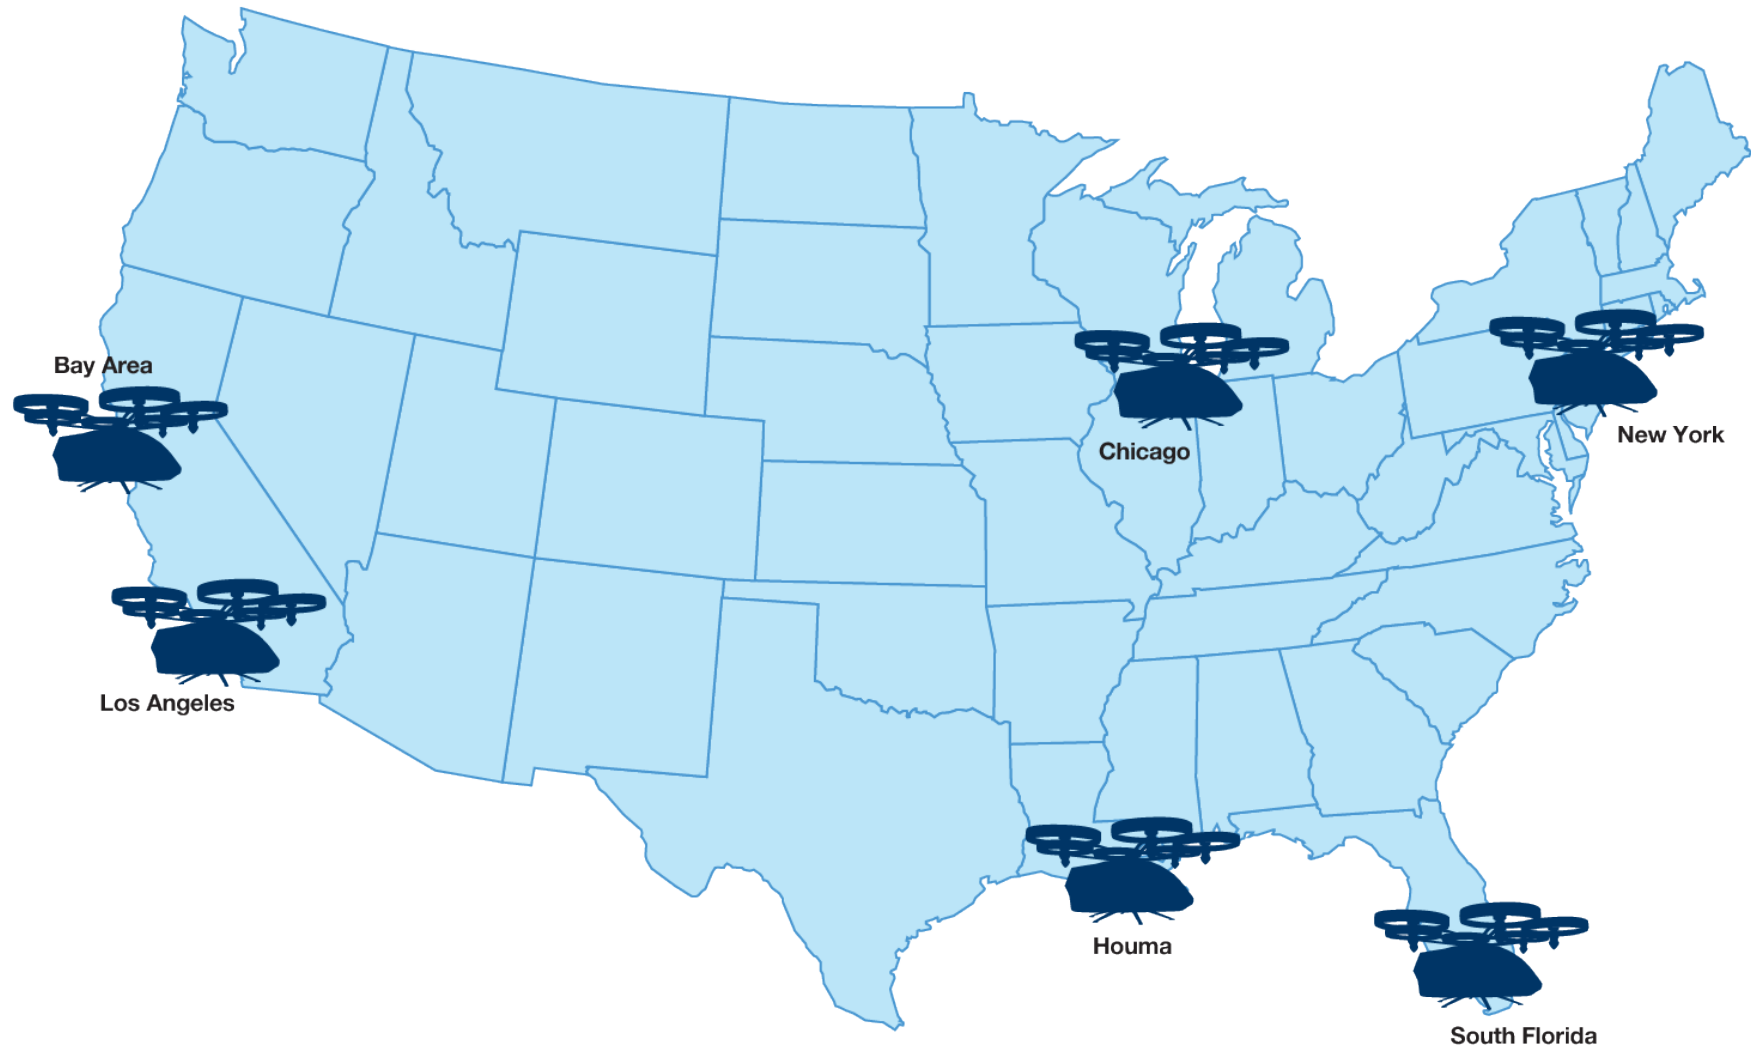 Bay Area
New York
Chicago
Los Angeles
Houma
South Florida